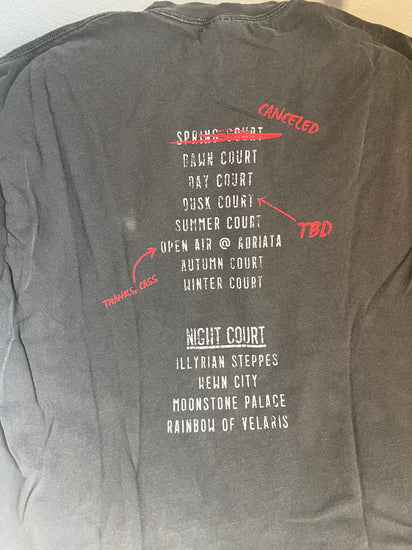 CANCELED
SPRING COURT
DAWN COURT
DAY COURT
DUSK COURT
TBD
SUMMER COURT
OPEN AIR @ ADRIATA
THANKS, CASS
AUTUMN COURT
WINTER COURT
NIGHT COURT
ILLYRIAN STEPPES
HEWN CITY
MOONSTONE PALACE
RAINBOW OF VELARIS